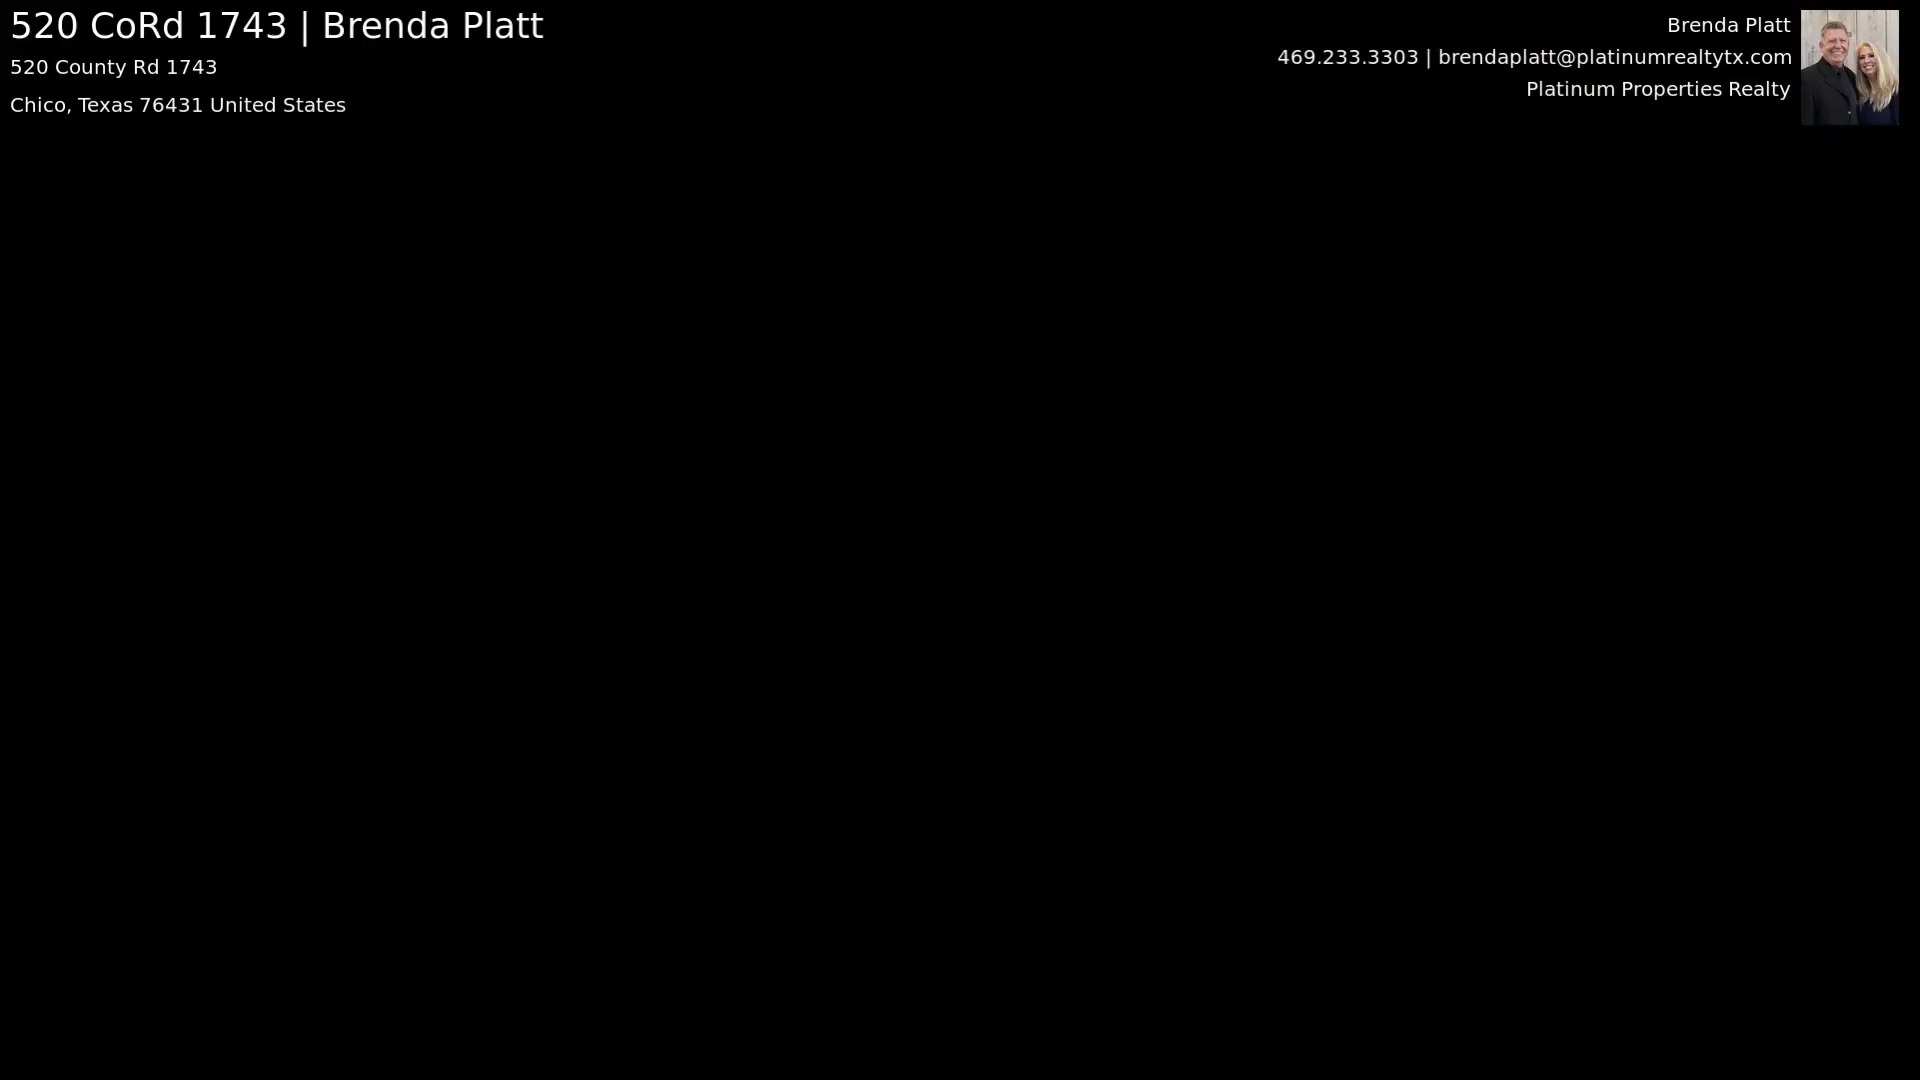 520 CoRd 1743 | Brenda Platt
520 County Rd 1743
Chico, Texas 76431 United States
Brenda Platt
469.233.3303 | brendaplatt@platinumrealtytx.com
Platinum Properties Realty